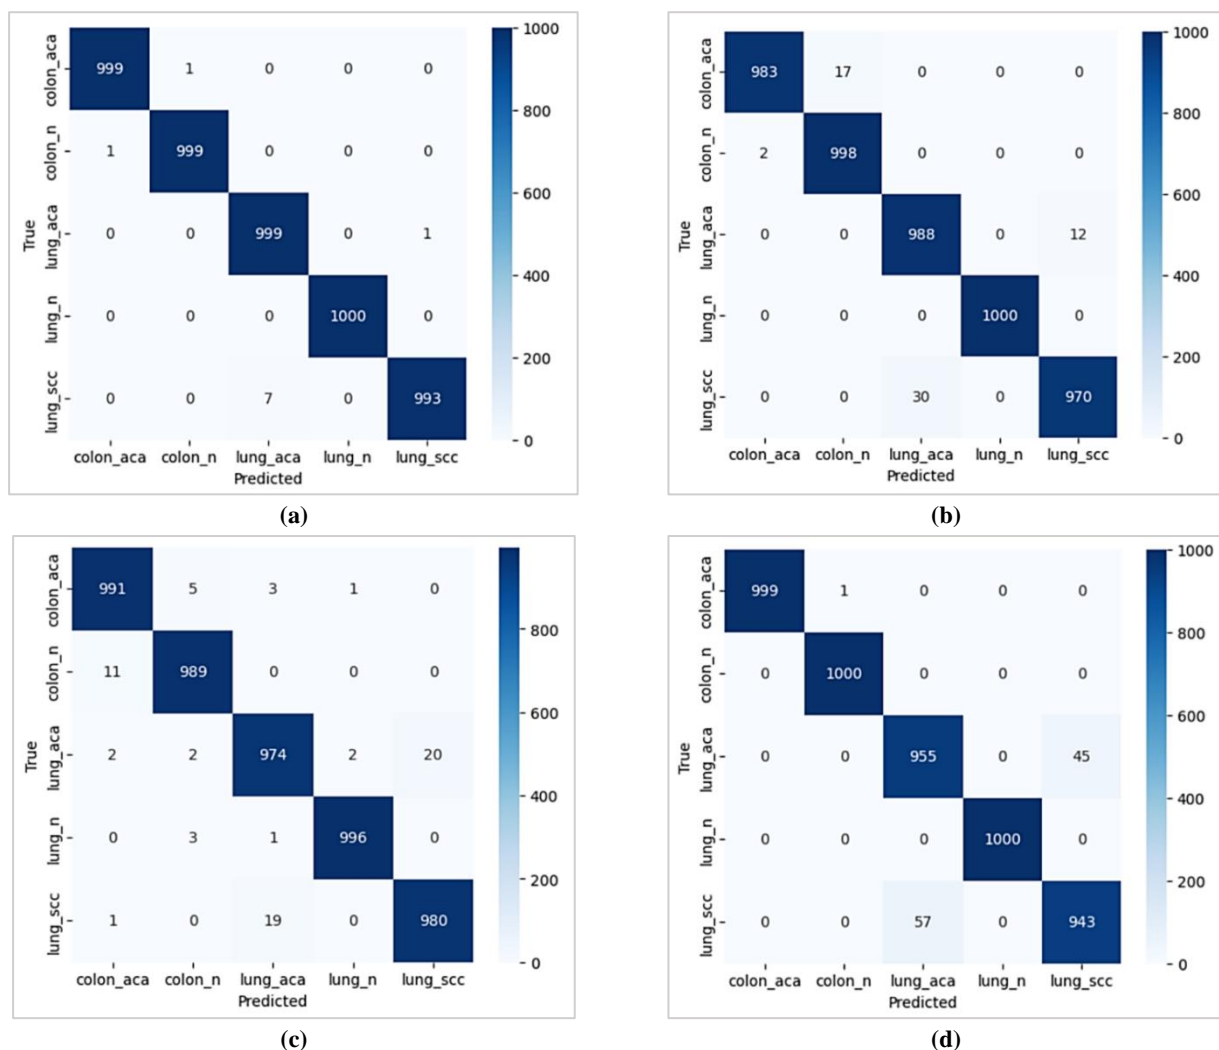 1000
colon_aca 999 1 0 0 0
800
colon_n 1 999 0 0 0
600
True
lung_aca 0 0 999 0 1
400
lung_n 0 0 0 1000 0
200
lung_scc 0 0 7 0 993
0
colon_aca colon_n lung_aca lung_n lung_scc
Predicted
(a)
1000
colon_aca 983 17 0 0 0
800
colon_n 2 998 0 0 0
600
True
lung_aca 0 0 988 0 12
400
lung_n 0 0 0 1000 0
200
lung_scc 0 0 30 0 970
0
colon_aca colon_n lung_aca lung_n lung_scc
Predicted
(b)
colon_aca 991 5 3 1 0
800
colon_n 11 989 0 0 0
600
True
lung_aca 2 2 974 2 20
400
lung_n 0 3 1 996 0
200
lung_scc 1 0 19 0 980
0
colon_aca colon_n lung_aca lung_n lung_scc
Predicted
(c)
1000
colon_aca 999 1 0 0 0
800
colon_n 0 1000 0 0 0
600
True
lung_aca 0 0 955 0 45
400
lung_n 0 0 0 1000 0
200
lung_scc 0 0 57 0 943
0
colon_aca colon_n lung_aca lung_n lung_scc
Predicted
(d)